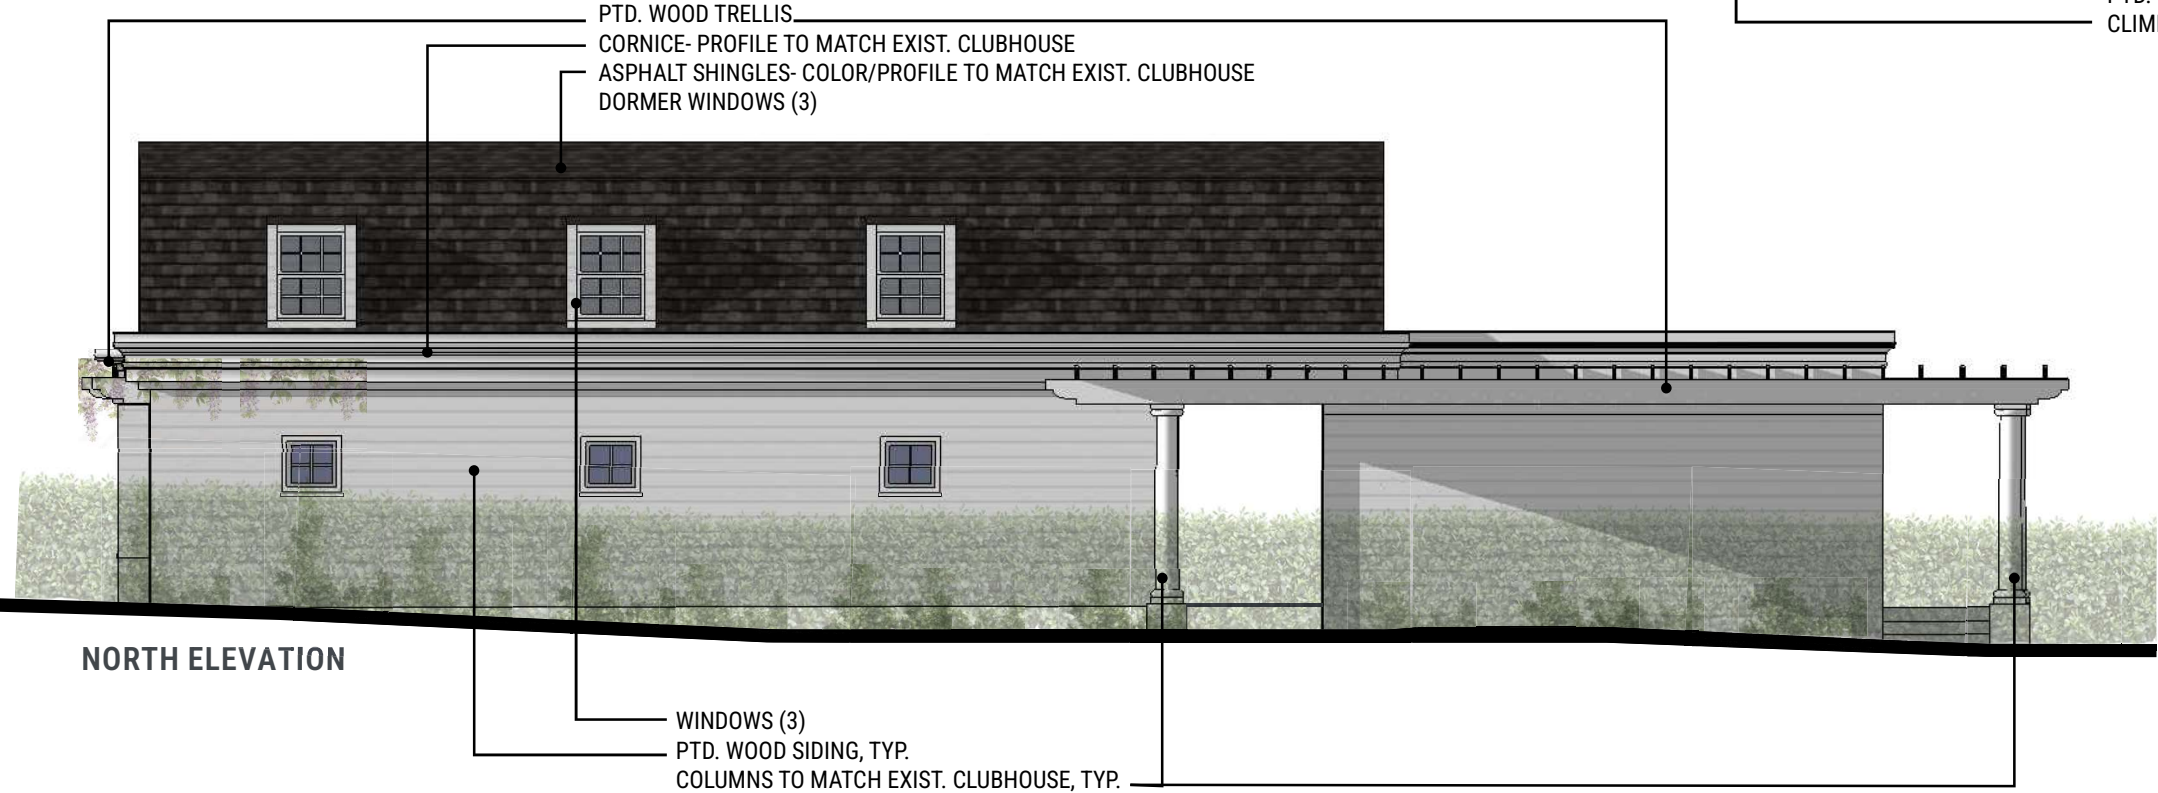 PTD. WOOD TRELLIS
CORNICE- PROFILE TO MATCH EXIST. CLUBHOUSE
ASPHALT SHINGLES- COLOR/PROFILE TO MATCH EXIST. CLUBHOUSE
DORMER WINDOWS (3)
NORTH ELEVATION
WINDOWS (3)
PTD. WOOD SIDING, TYP.
COLUMNS TO MATCH EXIST. CLUBHOUSE, TYP.